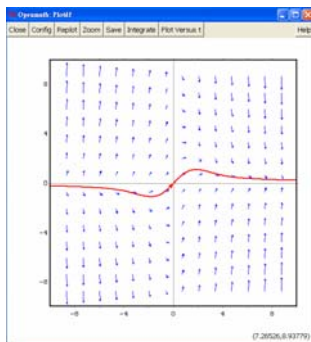 Openmath: Plotdf
Close Config Replot Zoom Save Integrate Plot Versus t Help
8
4
0
-4
-8
-8 -4 0 4 8
(7.26526,8.93779)